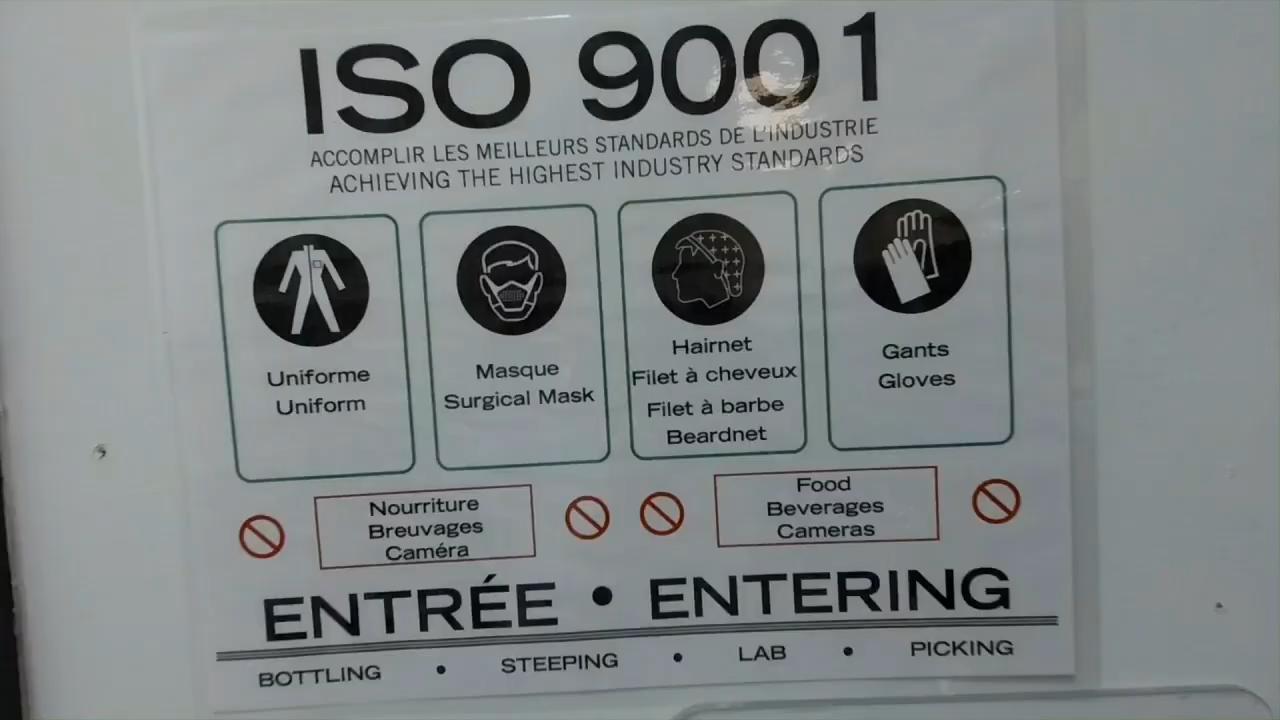 ISO 9001
ACCOMPLIR LES MEILLEURS STANDARDS DE L'INDUSTRIE
ACHIEVING THE HIGHEST INDUSTRY STANDARDS
Uniforme
Uniform
Masque
Surgical Mask
Hairnet
Filet à cheveux
Filet à barbe
Beardnet
Gants
Gloves
Nourriture
Breuvages
Caméra
Food
Beverages
Cameras
ENTRÉE • ENTERING
BOTTLING • STEEPING • LAB • PICKING